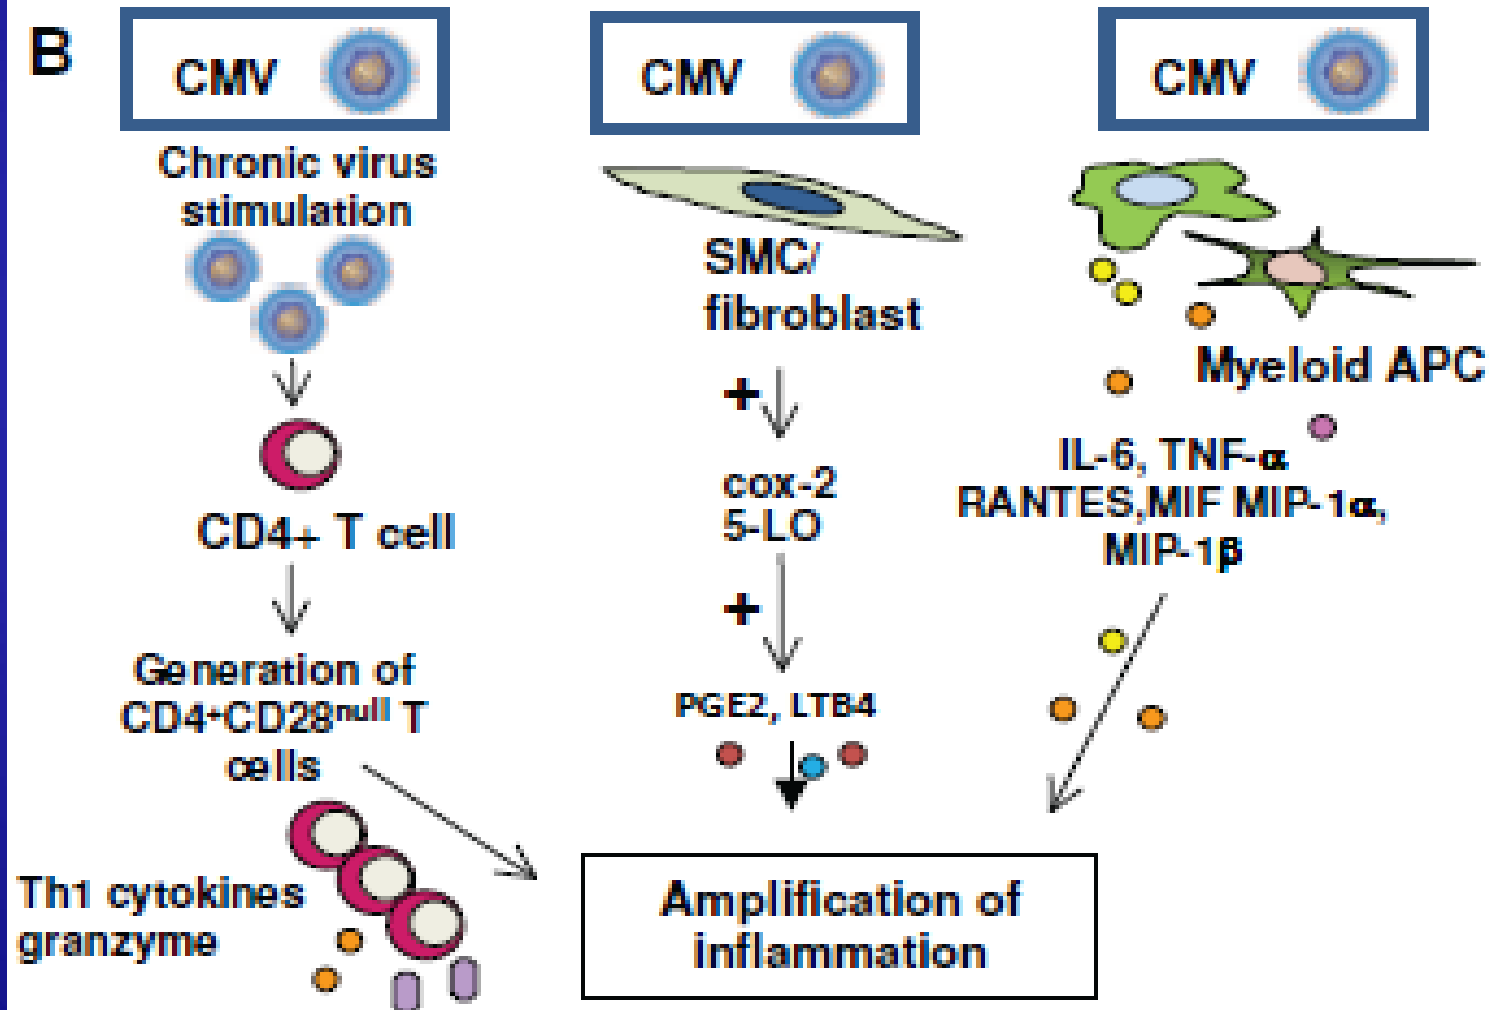 B
CMV
Chronic virus
stimulation
CD4+ T cell
Generation of
CD4⁺CD28ⁿᵘˡˡ T
cells
Th1 cytokines
granzyme
CMV
SMC/
fibroblast
+
cox-2
5-LO
+
PGE2, LTB4
CMV
Myeloid APC
IL-6, TNF-α
RANTES,MIF MIP-1α,
MIP-1β
Amplification of
inflammation